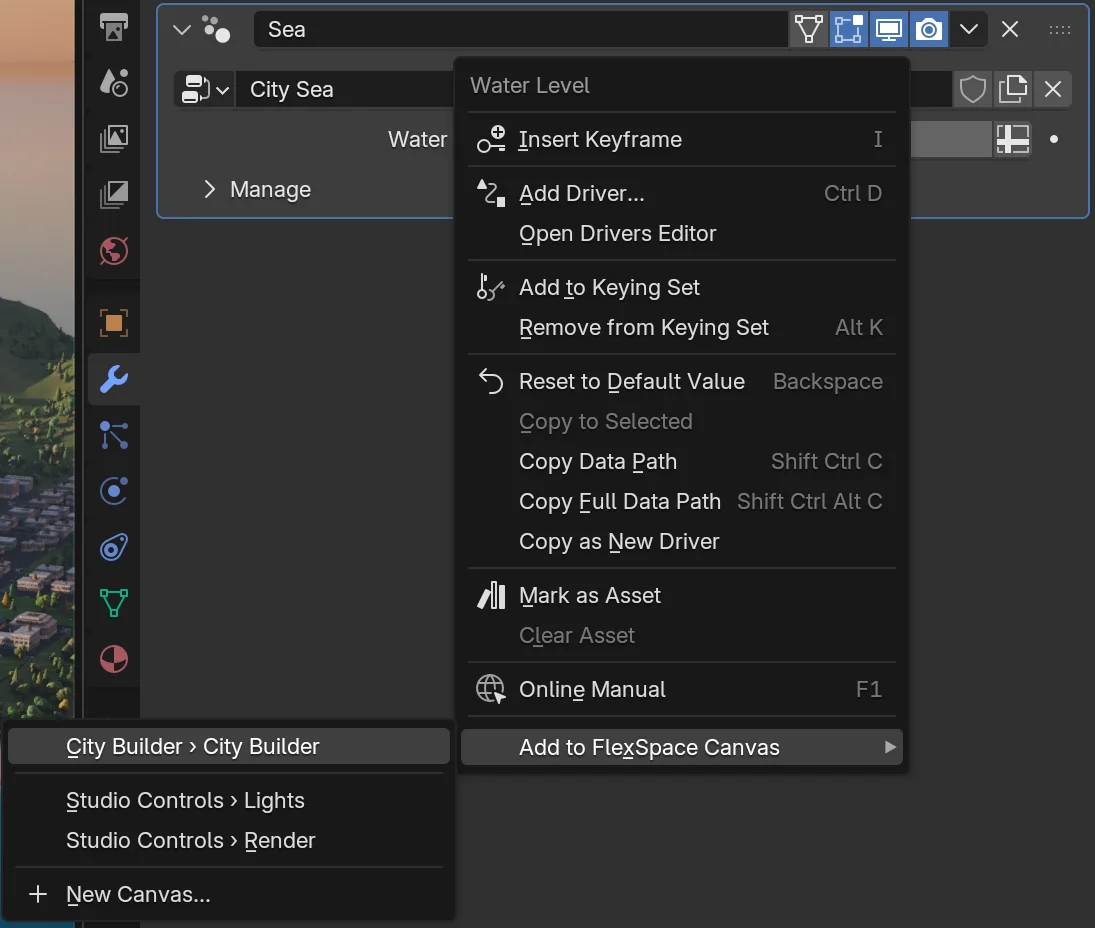 Sea
City Sea
Water Level
Water
Insert Keyframe I
Manage
Add Driver... Ctrl D
Open Drivers Editor
Add to Keying Set
Remove from Keying Set Alt K
Reset to Default Value Backspace
Copy to Selected
Copy Data Path Shift Ctrl C
Copy Full Data Path Shift Ctrl Alt C
Copy as New Driver
Mark as Asset
Clear Asset
Online Manual F1
Add to FlexSpace Canvas
City Builder › City Builder
Studio Controls › Lights
Studio Controls › Render
New Canvas...